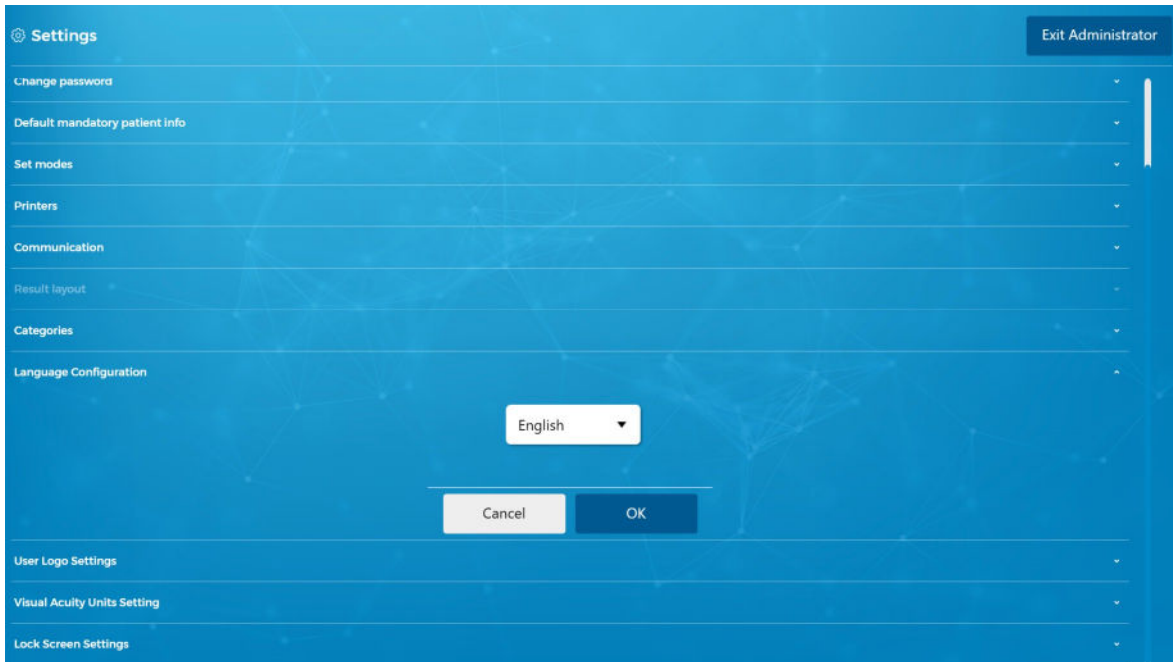 Settings
Exit Administrator
Change password
Default mandatory patient info
Set modes
Printers
Communication
Result layout
Categories
Language Configuration
English
Cancel
OK
User Logo Settings
Visual Acuity Units Setting
Lock Screen Settings